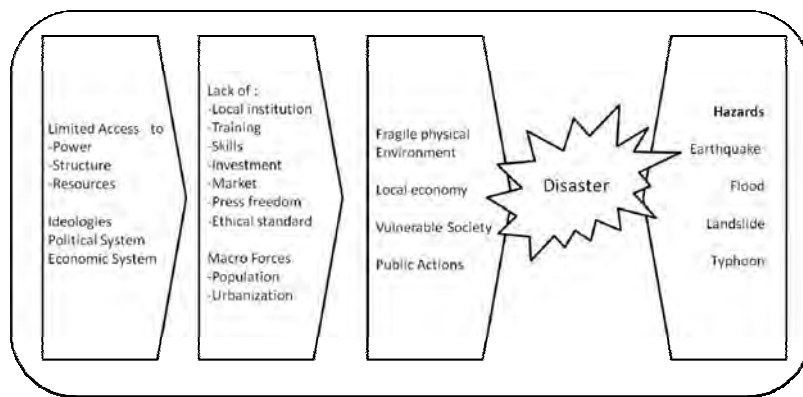 Limited Access to
-Power
-Structure
-Resources
Ideologies
Political System
Economic System
Lack of :
-Local institution
-Training
-Skills
-Investment
-Market
-Press freedom
-Ethical standard
Macro Forces
-Population
-Urbanization
Fragile physical
Environment
Local economy
Vulnerable Society
Public Actions
Disaster
Hazards
Earthquake
Flood
Landslide
Typhoon